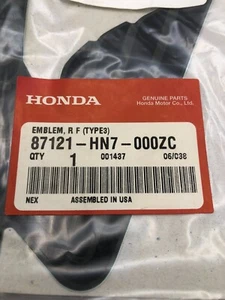 HONDA
GENUINE PARTS
Honda Motor Co., Ltd.
EMBLEM, R F (TYPE3)
87121-HN7-000ZC
QTY 1 001437 06/D38
NEX ASSEMBLED IN USA